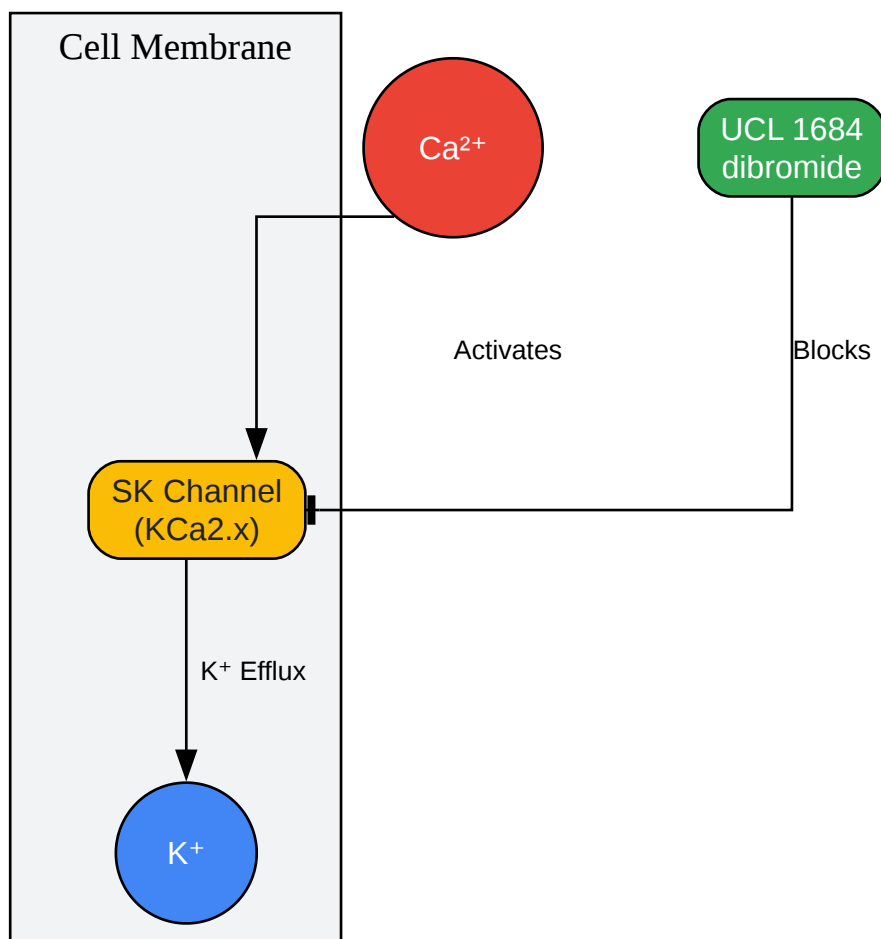 Cell Membrane
Ca²⁺
UCL 1684
dibromide
Activates
Blocks
SK Channel
(KCa2.x)
K⁺ Efflux
K⁺